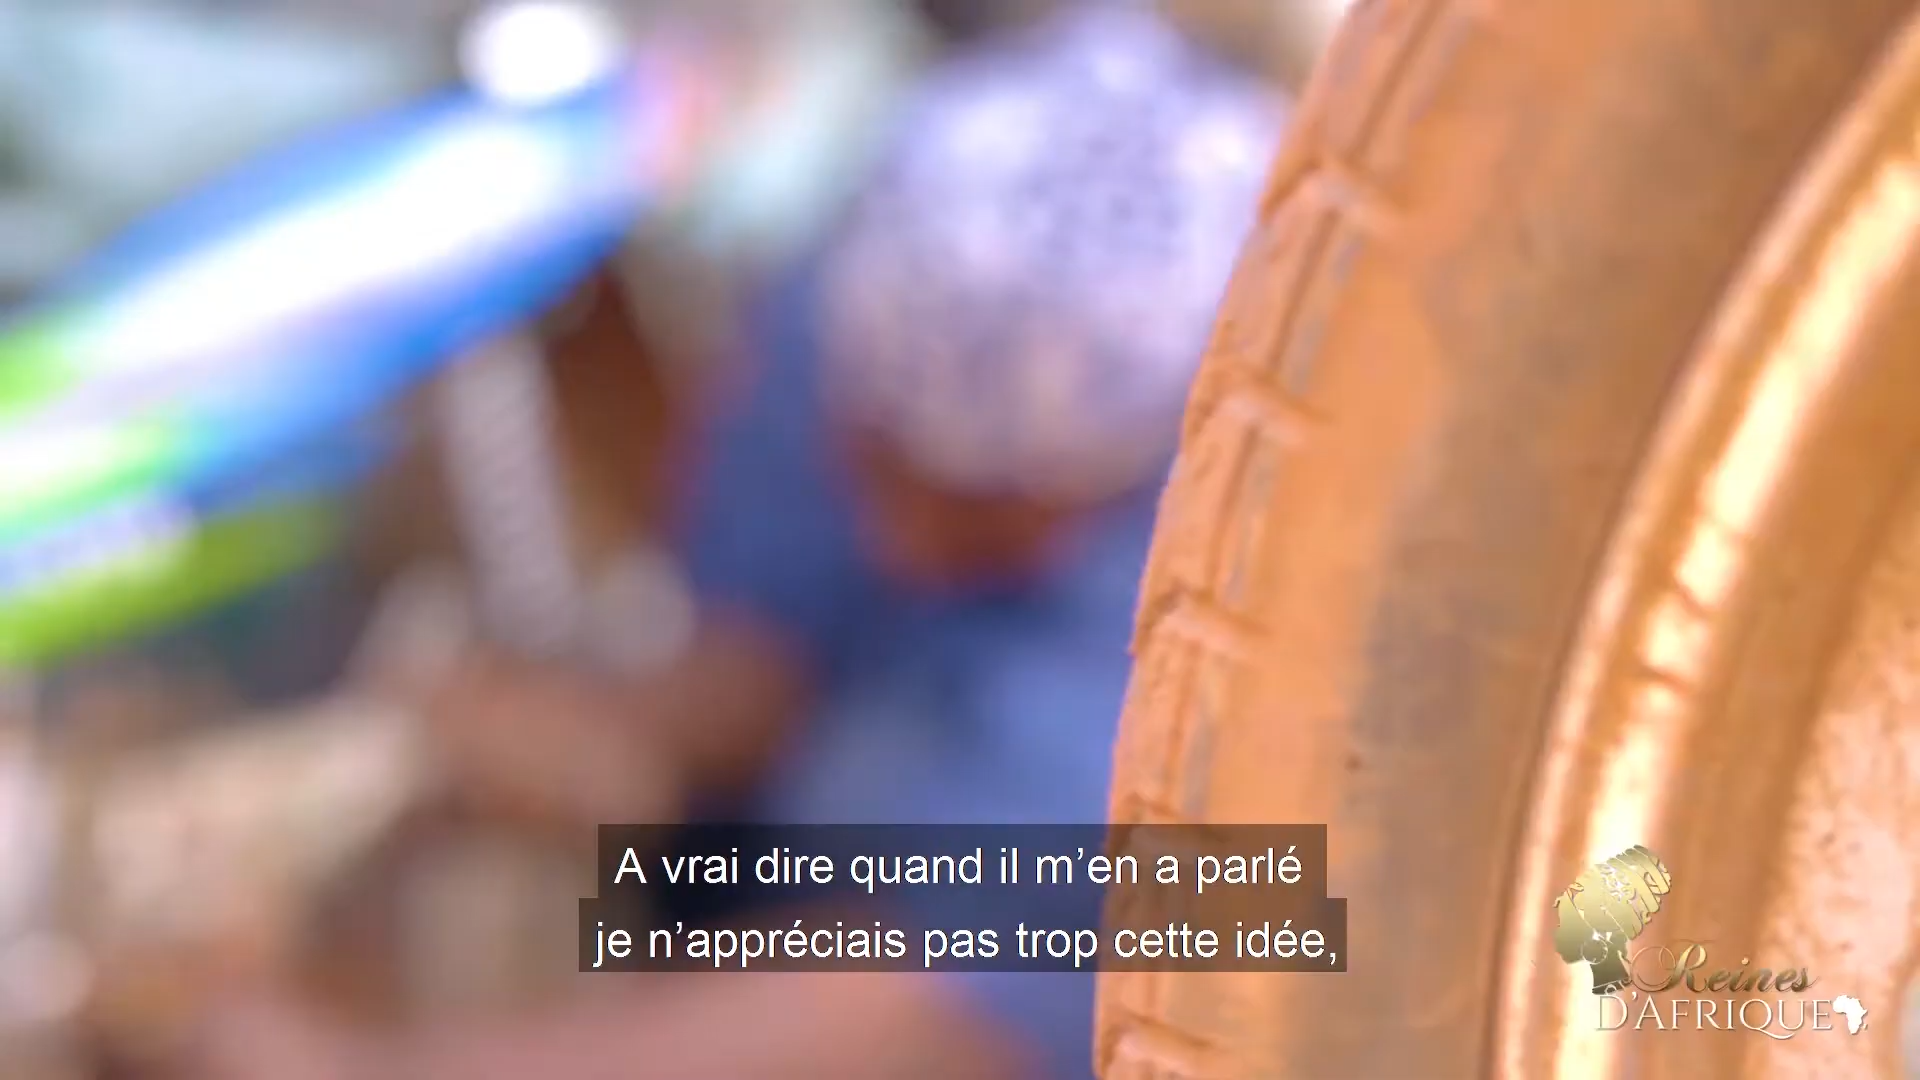 A vrai dire quand il m’en a parlé
je n’appréciais pas trop cette idée,
Reines
D’AFRIQUE